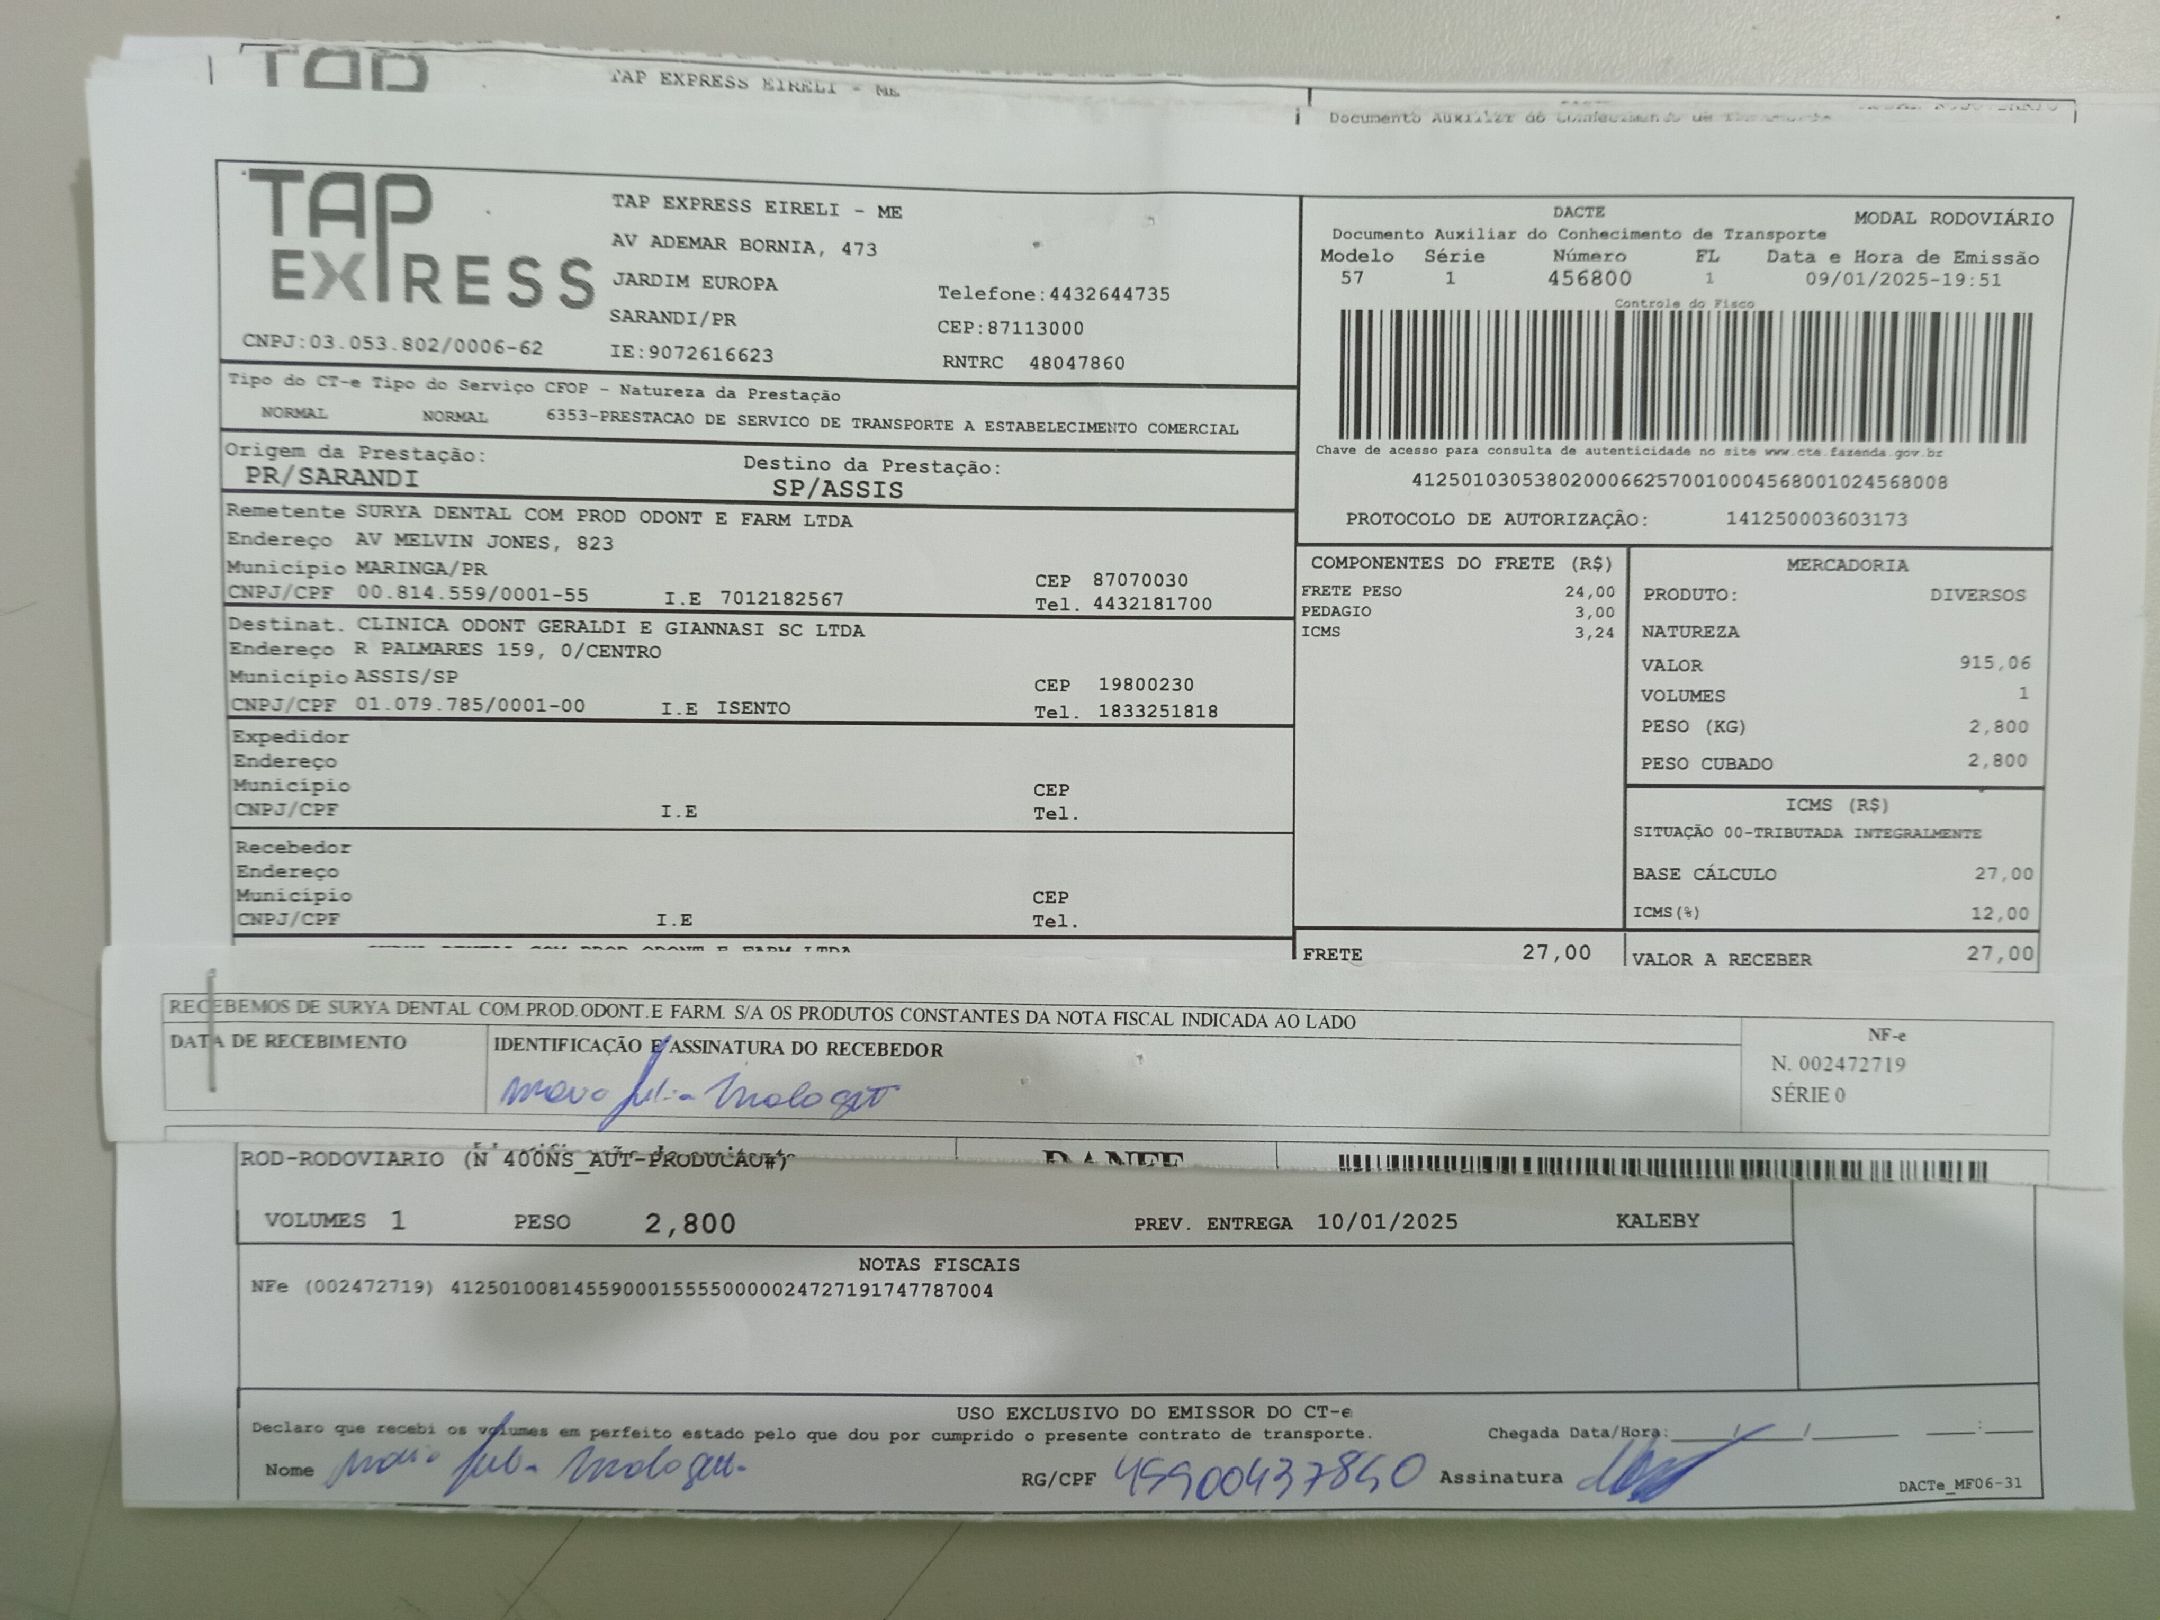 TAP EXPRESS EIRELI - ME
Documento Auxiliar do Conhecimento de Transporte
TAP EXPRESS
TAP EXPRESS EIRELI - ME
AV ADEMAR BORNIA, 473
JARDIM EUROPA
Telefone:4432644735
SARANDI/PR
CEP:87113000
CNPJ:03.053.802/0006-62
IE:9072616623
RNTRC 48047860
DACTE
MODAL RODOVIÁRIO
Documento Auxiliar do Conhecimento de Transporte
Modelo Série Número FL Data e Hora de Emissão
57 1 456800 1 09/01/2025-19:51
Controle do Fisco
Chave de acesso para consulta de autenticidade no site www.cte.fazenda.gov.br
41250103053802000662570010004568001024568008
PROTOCOLO DE AUTORIZAÇÃO: 141250003603173
Tipo do CT-e Tipo do Serviço CFOP - Natureza da Prestação
NORMAL NORMAL 6353-PRESTACAO DE SERVICO DE TRANSPORTE A ESTABELECIMENTO COMERCIAL
Origem da Prestação: Destino da Prestação:
PR/SARANDI SP/ASSIS
Remetente SURYA DENTAL COM PROD ODONT E FARM LTDA
Endereço AV MELVIN JONES, 823
Município MARINGA/PR CEP 87070030
CNPJ/CPF 00.814.559/0001-55 I.E 7012182567 Tel. 4432181700
Destinat. CLINICA ODONT GERALDI E GIANNASI SC LTDA
Endereço R PALMARES 159, 0/CENTRO
Município ASSIS/SP CEP 19800230
CNPJ/CPF 01.079.785/0001-00 I.E ISENTO Tel. 1833251818
Expedidor
Endereço
Município CEP
CNPJ/CPF I.E Tel.
Recebedor
Endereço
Município CEP
CNPJ/CPF I.E Tel.
COMPONENTES DO FRETE (R$)
FRETE PESO 24,00
PEDAGIO 3,00
ICMS 3,24
FRETE 27,00
MERCADORIA
PRODUTO: DIVERSOS
NATUREZA
VALOR 915,06
VOLUMES 1
PESO (KG) 2,800
PESO CUBADO 2,800
ICMS (R$)
SITUAÇÃO 00-TRIBUTADA INTEGRALMENTE
BASE CÁLCULO 27,00
ICMS(%) 12,00
VALOR A RECEBER 27,00
RECEBEMOS DE SURYA DENTAL COM.PROD.ODONT.E FARM. S/A OS PRODUTOS CONSTANTES DA NOTA FISCAL INDICADA AO LADO
DATA DE RECEBIMENTO
IDENTIFICAÇÃO E ASSINATURA DO RECEBEDOR
NF-e
N. 002472719
SÉRIE 0
ROD-RODOVIARIO (N 400NS_AUT-PRODUCAO#)
DANFE
VOLUMES 1 PESO 2,800 PREV. ENTREGA 10/01/2025 KALEBY
NOTAS FISCAIS
NFe (002472719) 41250100814559000155550000024727191747787004
USO EXCLUSIVO DO EMISSOR DO CT-e
Declaro que recebi os volumes em perfeito estado pelo que dou por cumprido o presente contrato de transporte.
Chegada Data/Hora:
Nome
RG/CPF 45900437850 Assinatura
DACTe_MF06-31